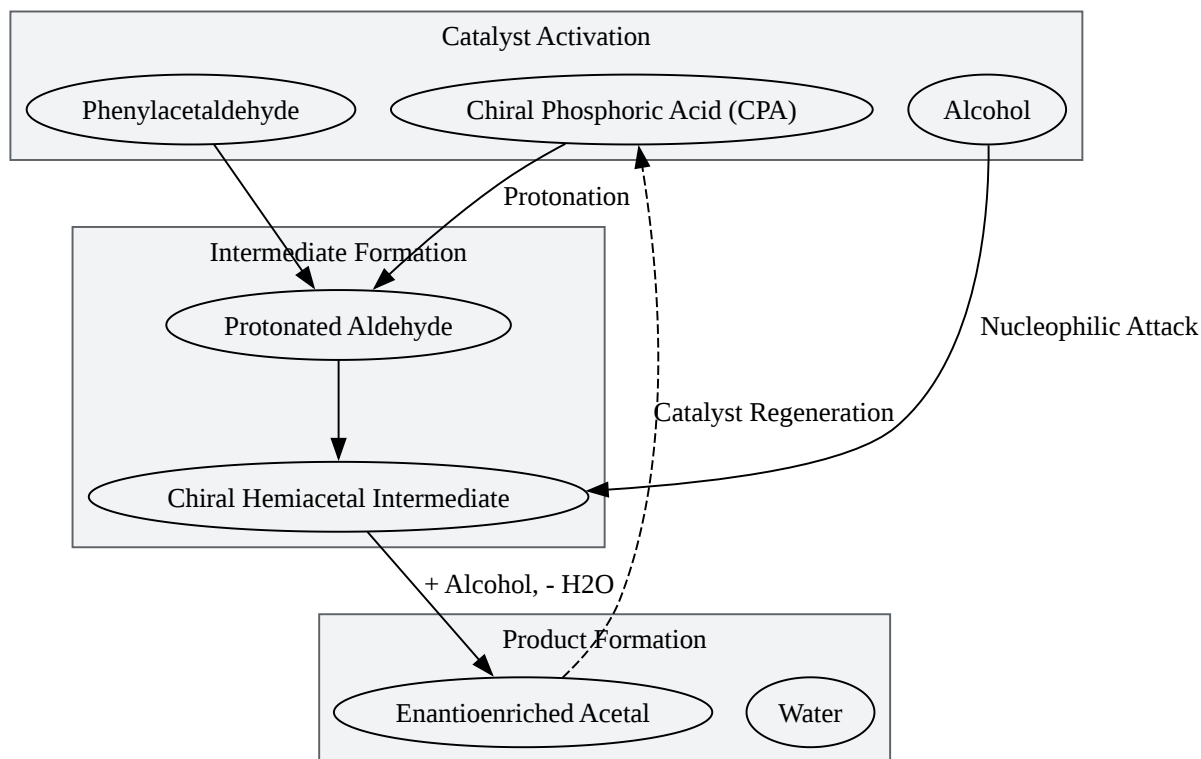 Catalyst Activation
Phenylacetaldehyde
Chiral Phosphoric Acid (CPA)
Alcohol
Protonation
Intermediate Formation
Protonated Aldehyde
Nucleophilic Attack
Catalyst Regeneration
Chiral Hemiacetal Intermediate
+ Alcohol, - H2O
Product Formation
Enantioenriched Acetal
Water